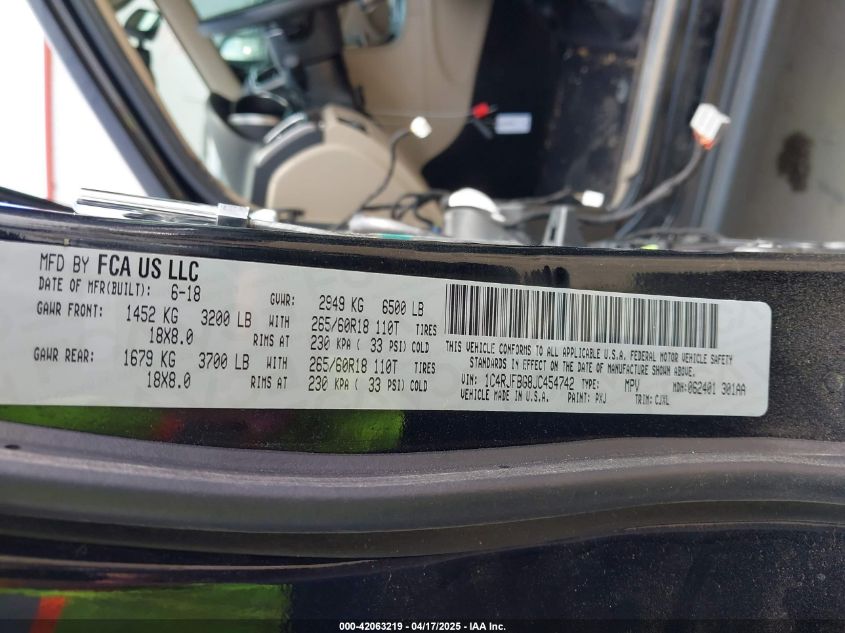 MFD BY FCA US LLC
DATE OF MFR(BUILT): 6-18 GVWR: 2949 KG 6500 LB
GAWR FRONT: 1452 KG 3200 LB WITH 265/60R18 110T TIRES
18X8.0 RIMS AT 230 KPA ( 33 PSI) COLD
GAWR REAR: 1679 KG 3700 LB WITH 265/60R18 110T TIRES
18X8.0 RIMS AT 230 KPA ( 33 PSI) COLD
THIS VEHICLE CONFORMS TO ALL APPLICABLE U.S.A. FEDERAL MOTOR VEHICLE SAFETY
STANDARDS IN EFFECT ON THE DATE OF MANUFACTURE SHOWN ABOVE.
VIN: 1C4RJFBG8JC454742 TYPE: MPV MDH: 062401 301AA
VEHICLE MADE IN U.S.A. PAINT: PXJ TRIM: CJXL
000-42063219 - 04/17/2025 - IAA Inc.